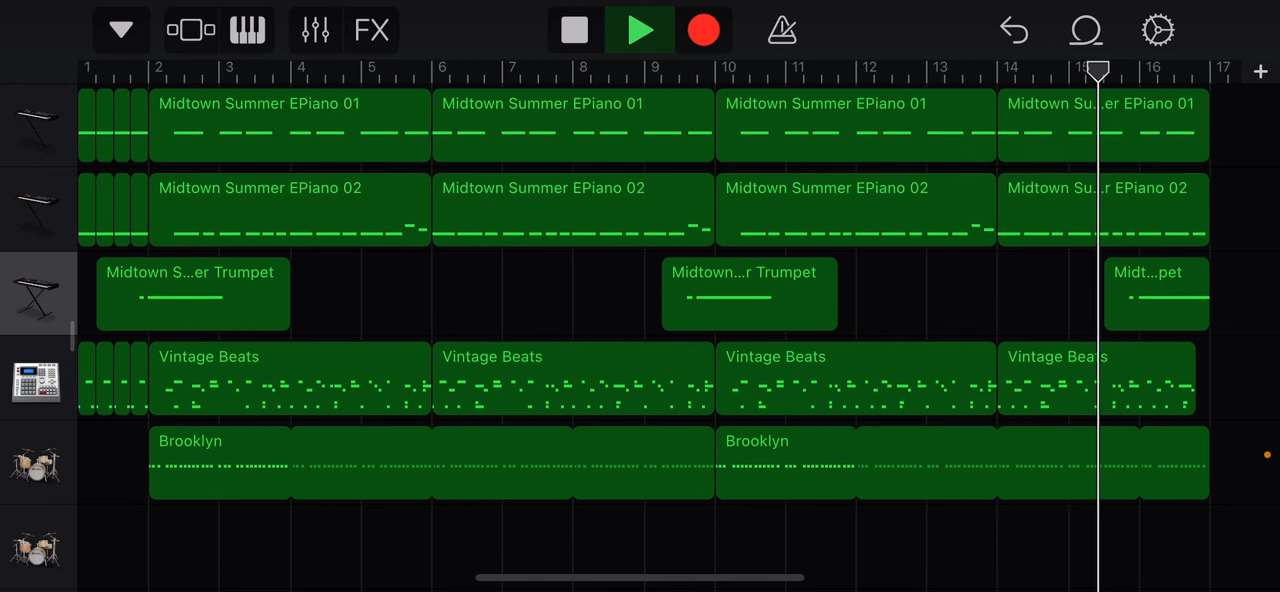 FX
1 2 3 4 5 6 7 8 9 10 11 12 13 14 15 16 17 +
Midtown Summer EPiano 01 Midtown Summer EPiano 01 Midtown Summer EPiano 01 Midtown Su...er EPiano 01
Midtown Summer EPiano 02 Midtown Summer EPiano 02 Midtown Summer EPiano 02 Midtown Su...r EPiano 02
Midtown S...er Trumpet Midtown...r Trumpet Midt...pet
Vintage Beats Vintage Beats Vintage Beats Vintage Beats
Brooklyn Brooklyn